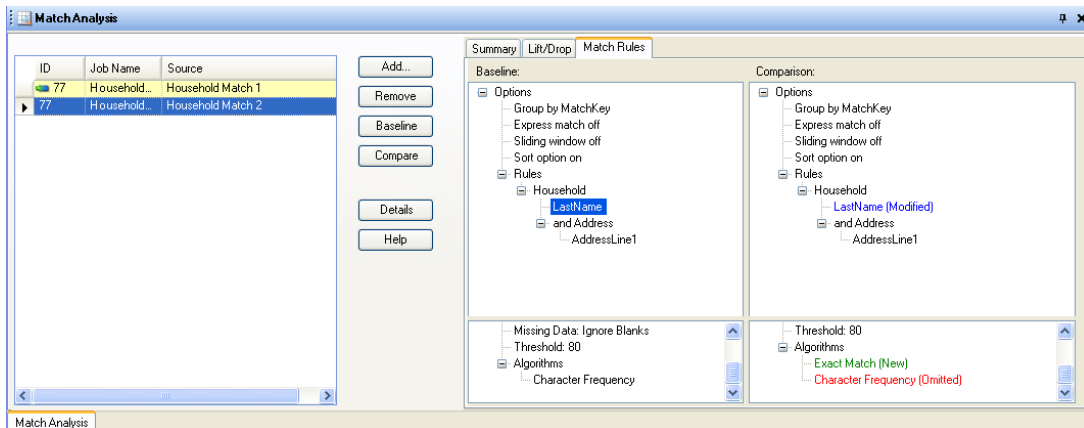 Match Analysis
Summary Lift/Drop Match Rules
ID Job Name Source
77 Household... Household Match 1
77 Household... Household Match 2
Add...
Remove
Baseline
Compare
Details
Help
Baseline:
Options
Group by MatchKey
Express match off
Sliding window off
Sort option on
Rules
Household
LastName
and Address
AddressLine1
Missing Data: Ignore Blanks
Threshold: 80
Algorithms
Character Frequency
Comparison:
Options
Group by MatchKey
Express match off
Sliding window off
Sort option on
Rules
Household
LastName (Modified)
and Address
AddressLine1
Threshold: 80
Algorithms
Exact Match (New)
Character Frequency (Omitted)
Match Analysis